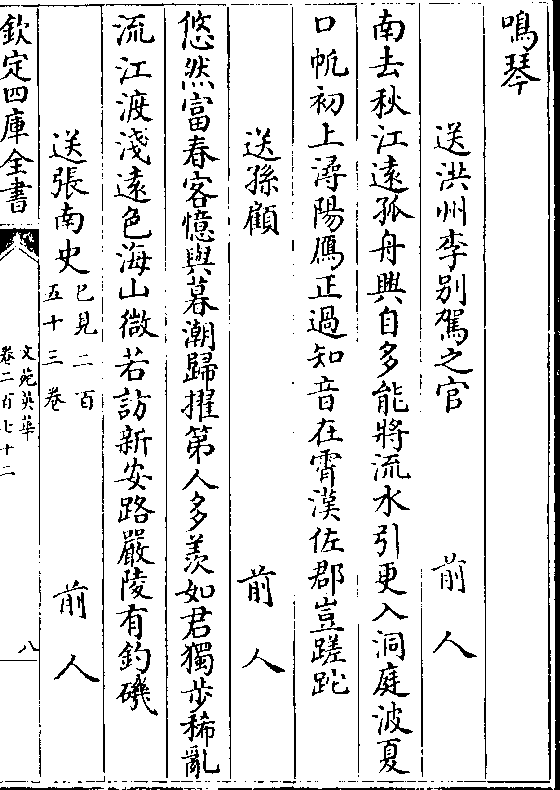 鳴琴
送洪州李别駕之官　前人
南去秋江遠孤舟興自多能將流水引更入洞庭波夏
口帆初上潯陽鴈正過知音在霄漢佐郡豈蹉跎
送孫頋　前人
悠然富春客憶與暮潮歸擢第人多羨如君獨步稀亂
流江渡淺遠色海山微若訪新安路嚴陵有釣磯
送張南史　已見二百五十三卷　前人
欽定四庫全書
文苑英華
卷二百七十二
八